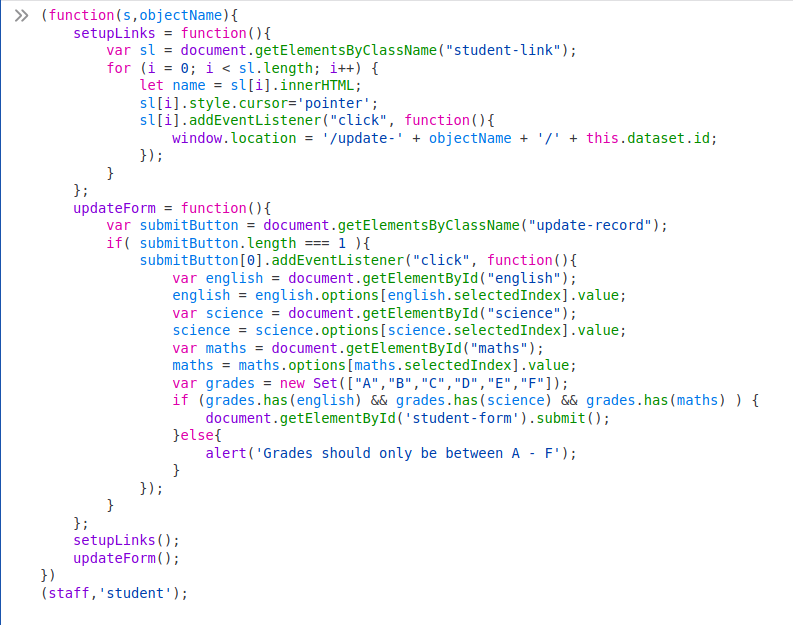 (function(s,objectName){
    setupLinks = function(){
        var sl = document.getElementsByClassName("student-link");
        for (i = 0; i < sl.length; i++) {
            let name = sl[i].innerHTML;
            sl[i].style.cursor='pointer';
            sl[i].addEventListener("click", function(){
                window.location = '/update-' + objectName + '/' + this.dataset.id;
            });
        }
    };
    updateForm = function(){
        var submitButton = document.getElementsByClassName("update-record");
        if( submitButton.length === 1 ){
            submitButton[0].addEventListener("click", function(){
                var english = document.getElementById("english");
                english = english.options[english.selectedIndex].value;
                var science = document.getElementById("science");
                science = science.options[science.selectedIndex].value;
                var maths = document.getElementById("maths");
                maths = maths.options[maths.selectedIndex].value;
                var grades = new Set(["A","B","C","D","E","F"]);
                if (grades.has(english) && grades.has(science) && grades.has(maths) ) {
                    document.getElementById('student-form').submit();
                }else{
                    alert('Grades should only be between A - F');
                }
            });
        }
    };
    setupLinks();
    updateForm();
})
(staff,'student');